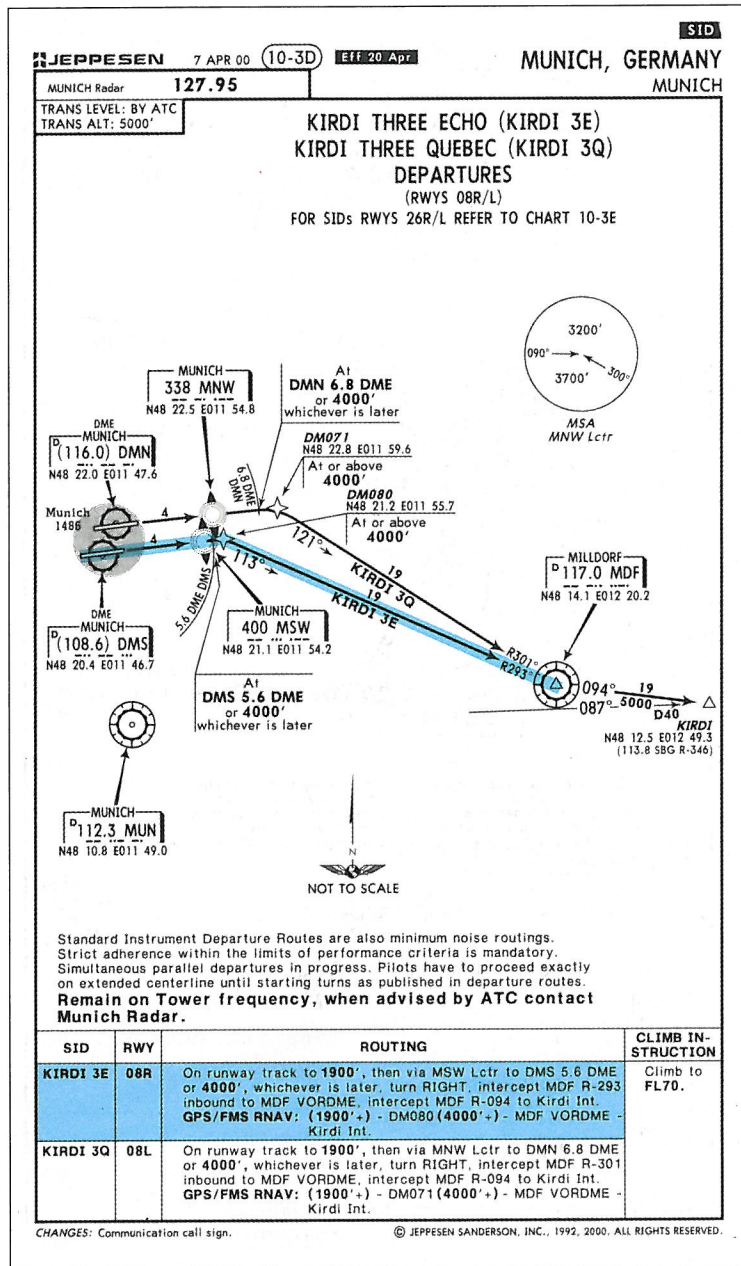 SID
JEPPESEN 7 APR 00 10-3D Eff 20 Apr MUNICH, GERMANY
MUNICH Radar 127.95 MUNICH
TRANS LEVEL: BY ATC
TRANS ALT: 5000'
KIRDI THREE ECHO (KIRDI 3E)
KIRDI THREE QUEBEC (KIRDI 3Q)
DEPARTURES
(RWYS 08R/L)
FOR SIDs RWYS 26R/L REFER TO CHART 10-3E
3200'
090° 300°
3700'
MSA
MNW Lctr
MUNICH
338 MNW
N48 22.5 E011 54.8
At
DMN 6.8 DME
or 4000'
whichever is later
DME
MUNICH
D (116.0) DMN
N48 22.0 E011 47.6
DM071
N48 22.8 E011 59.6
At or above
4000'
6.8 DME
DMN
DM080
N48 21.2 E011 55.7
At or above
4000'
Munich
1486
4
4
121°
113°
19
KIRDI 3Q
19
KIRDI 3E
5.6 DME DMS
MILLDORF
D 117.0 MDF
N48 14.1 E012 20.2
DME
MUNICH
D (108.6) DMS
N48 20.4 E011 46.7
MUNICH
400 MSW
N48 21.1 E011 54.2
At
DMS 5.6 DME
or 4000'
whichever is later
R301°
R293°
094° 19
087° 5000
D40
KIRDI
N48 12.5 E012 49.3
(113.8 SBG R-346)
MUNICH
D 112.3 MUN
N48 10.8 E011 49.0
N
NOT TO SCALE
Standard Instrument Departure Routes are also minimum noise routings.
Strict adherence within the limits of performance criteria is mandatory.
Simultaneous parallel departures in progress. Pilots have to proceed exactly
on extended centerline until starting turns as published in departure routes.
Remain on Tower frequency, when advised by ATC contact
Munich Radar.
SID RWY ROUTING CLIMB IN-
STRUCTION
KIRDI 3E 08R On runway track to 1900', then via MSW Lctr to DMS 5.6 DME
or 4000', whichever is later, turn RIGHT, intercept MDF R-293
inbound to MDF VORDME, intercept MDF R-094 to Kirdi Int.
GPS/FMS RNAV: (1900'+) - DM080 (4000'+) - MDF VORDME -
Kirdi Int.
Climb to
FL70.
KIRDI 3Q 08L On runway track to 1900', then via MNW Lctr to DMN 6.8 DME
or 4000', whichever is later, turn RIGHT, intercept MDF R-301
inbound to MDF VORDME, intercept MDF R-094 to Kirdi Int.
GPS/FMS RNAV: (1900'+) - DM071 (4000'+) - MDF VORDME -
Kirdi Int.
CHANGES: Communication call sign. © JEPPESEN SANDERSON, INC., 1992, 2000. ALL RIGHTS RESERVED.